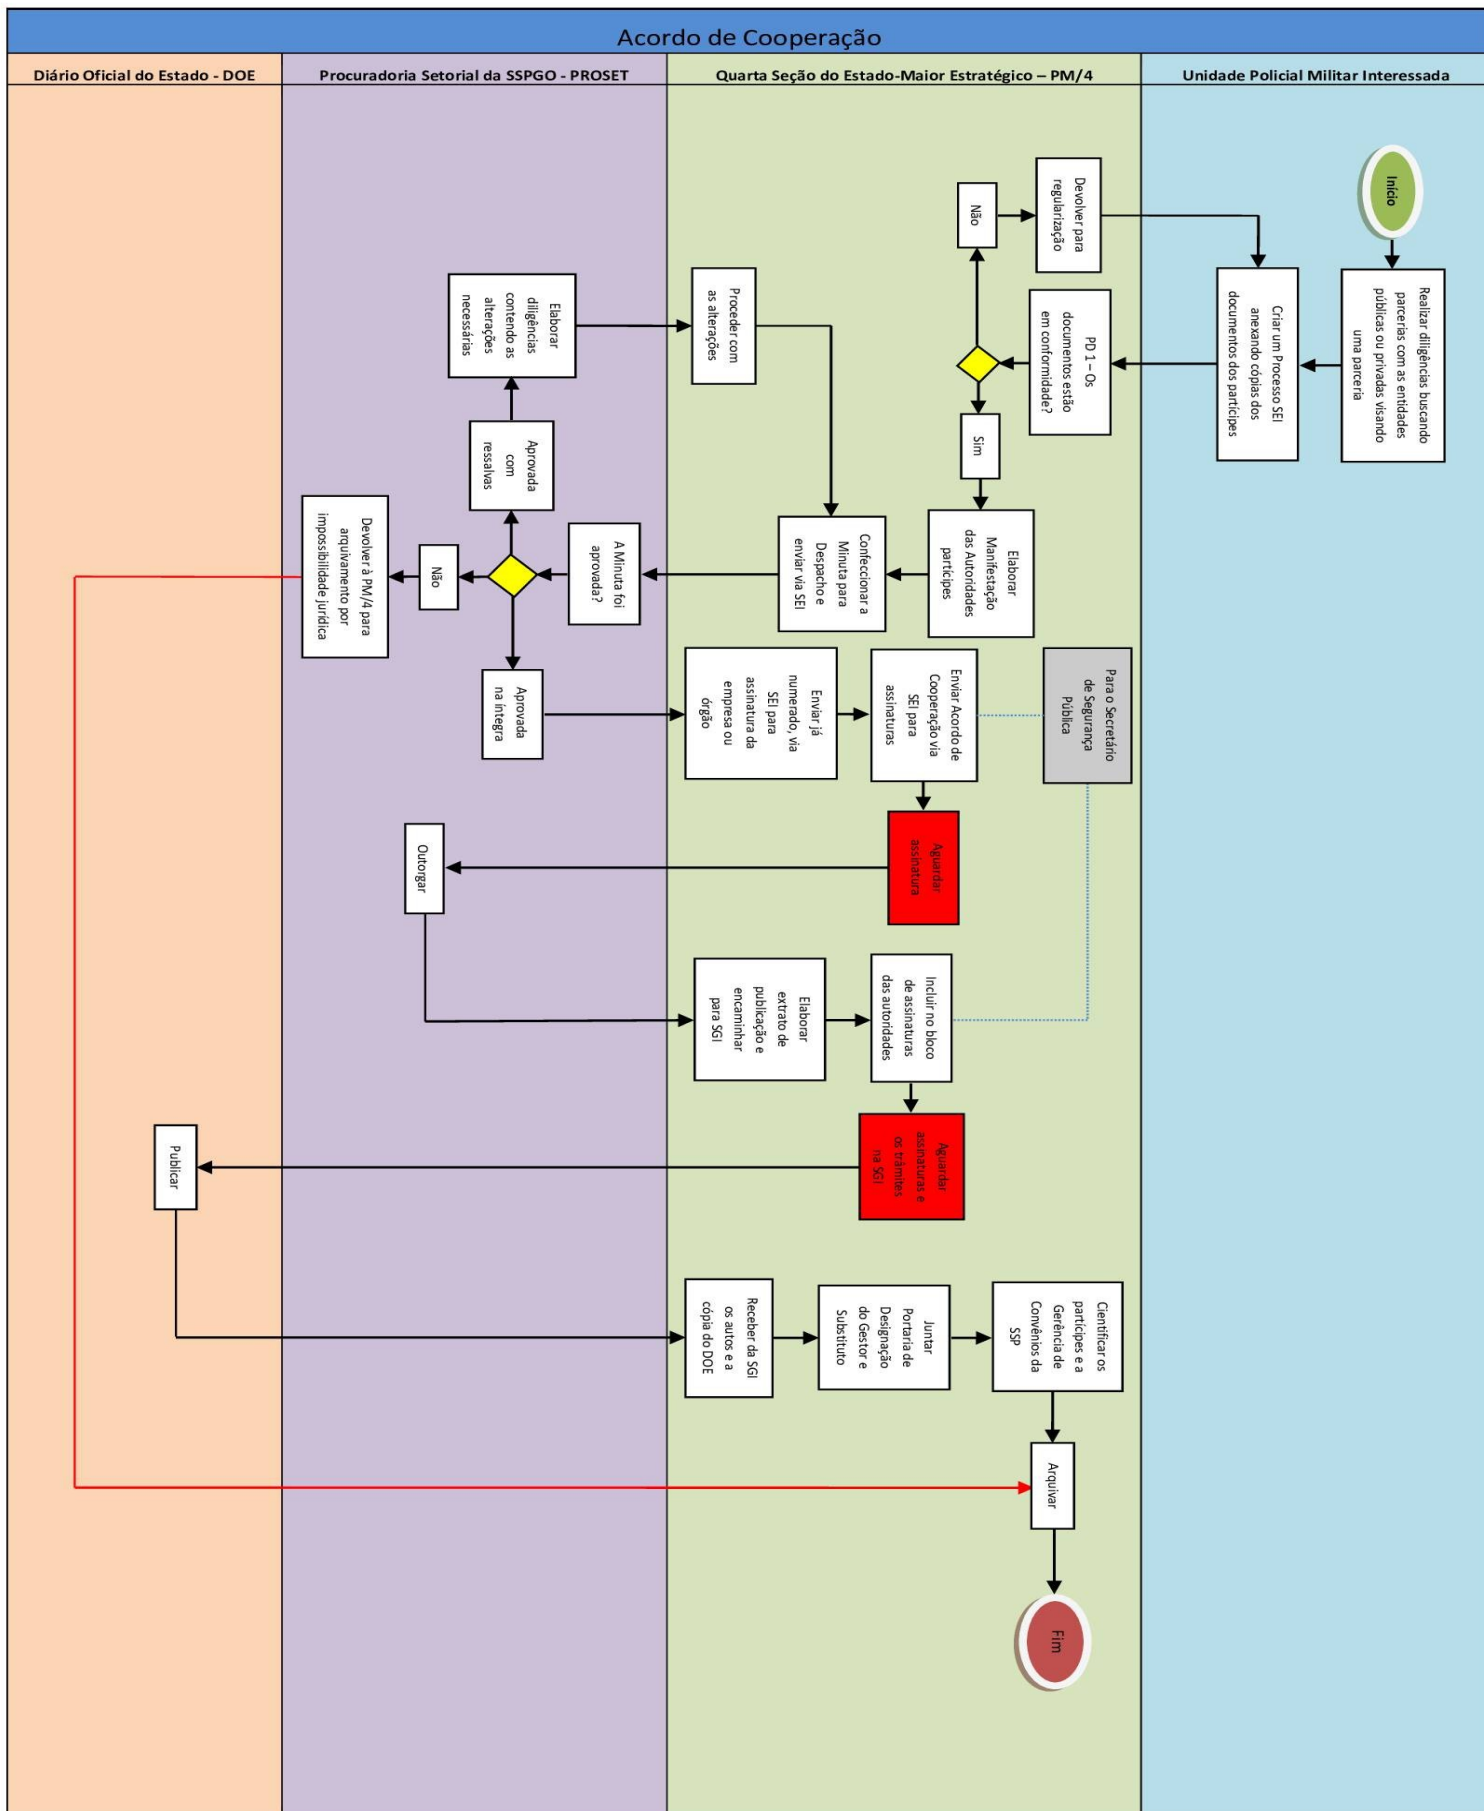 Acordo de Cooperação
Diário Oficial do Estado - DOE
Procuradoria Setorial da SSPGO - PROSET
Quarta Seção do Estado-Maior Estratégico – PM/4
Unidade Policial Militar Interessada
Início
Realizar diligências buscando
parcerias com as entidades
públicas ou privadas visando
uma parceria
Criar um Processo SEI
anexando cópias dos
documentos dos partícipes
PD 1 – Os
documentos estão
em conformidade?
Não
Devolver para
regularização
Sim
Elaborar
Manifestação
das Autoridades
partícipes
Confeccionar a
Minuta para
Despacho e
enviar via SEI
A Minuta foi
aprovada?
Aprovada
com
ressalvas
Elaborar
diligências
contendo as
alterações
necessárias
Proceder com
as alterações
Não
Devolver à PM/4 para
arquivamento por
impossibilidade jurídica
Aprovada
na íntegra
Enviar já
numerado, via
SEI para
assinatura da
empresa ou
órgão
Enviar Acordo de
Cooperação via
SEI para
assinaturas
Para o Secretário
de Segurança
Pública
Aguardar
assinatura
Outorgar
Elaborar
extrato de
publicação e
encaminhar
para SGI
Incluir no bloco
de assinaturas
das autoridades
Aguardar
assinaturas e
os trâmites
na SGI
Publicar
Receber da SGI
os autos e a
cópia do DOE
Juntar
Portaria de
Designação
do Gestor e
Substituto
Cientificar os
partícipes e a
Gerência de
Convênios da
SSP
Arquivar
Fim